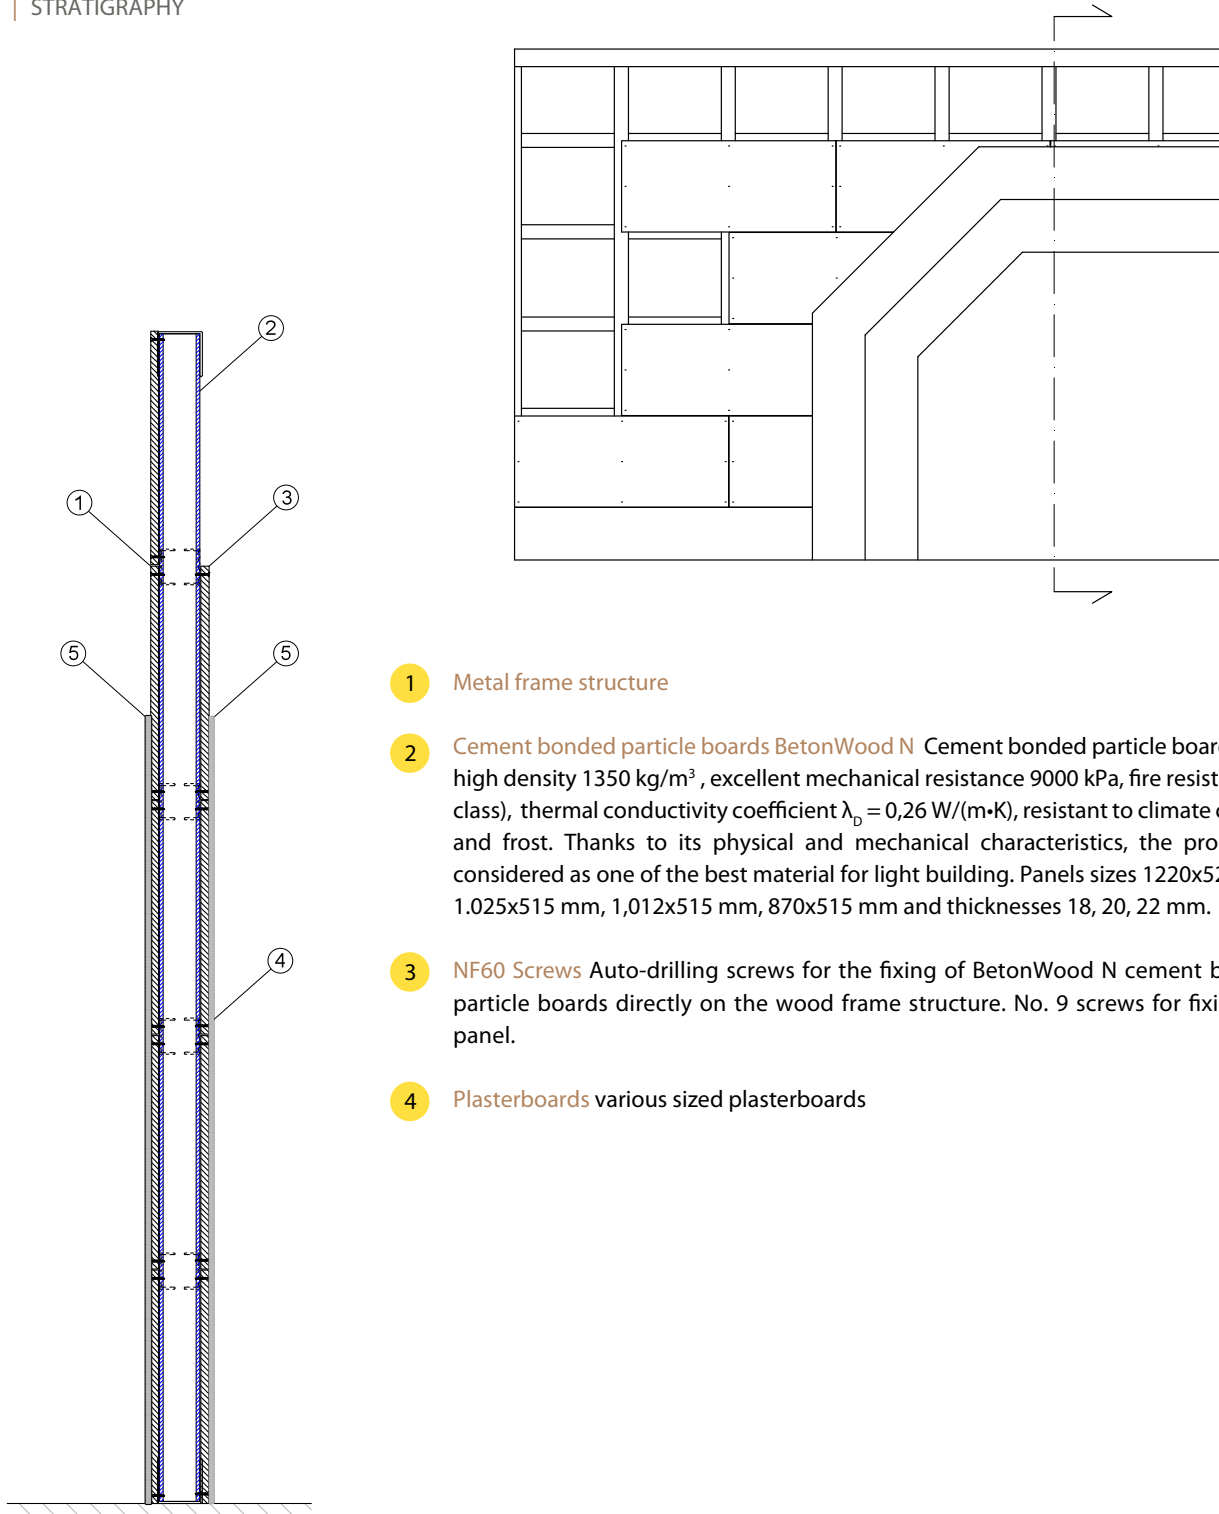 STRATIGRAPHY
2
1
3
5
5
4
1 Metal frame structure
2 Cement bonded particle boards BetonWood N Cement bonded particle board
high density 1350 kg/m³ , excellent mechanical resistance 9000 kPa, fire resist
class), thermal conductivity coefficient λD = 0,26 W/(m•K), resistant to climate c
and frost. Thanks to its physical and mechanical characteristics, the pro
considered as one of the best material for light building. Panels sizes 1220x52
1.025x515 mm, 1,012x515 mm, 870x515 mm and thicknesses 18, 20, 22 mm.
3 NF60 Screws Auto-drilling screws for the fixing of BetonWood N cement b
particle boards directly on the wood frame structure. No. 9 screws for fixi
panel.
4 Plasterboards various sized plasterboards